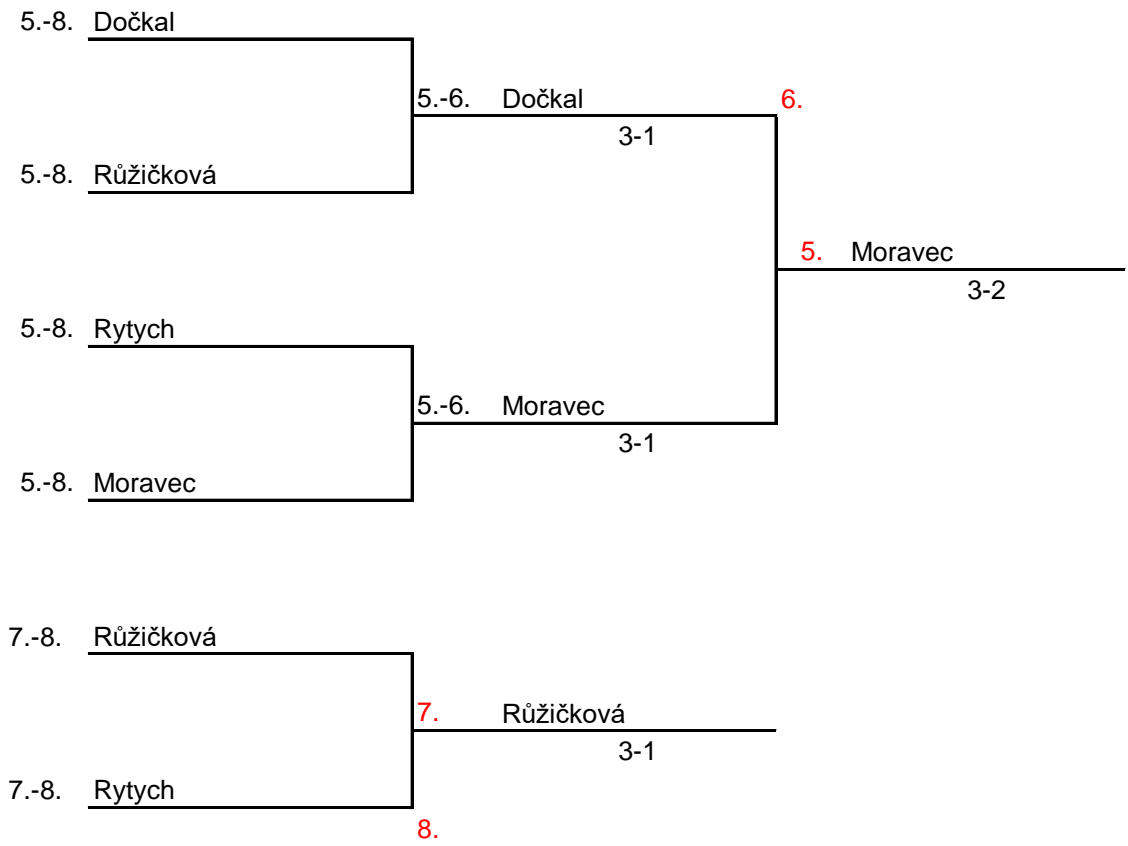 5.-8. Dočkal
5.-6. Dočkal 6.
3-1
5.-8. Růžičková
5. Moravec
3-2
5.-8. Rytych
5.-6. Moravec
3-1
5.-8. Moravec
7.-8. Růžičková
7. Růžičková
3-1
7.-8. Rytych
8.